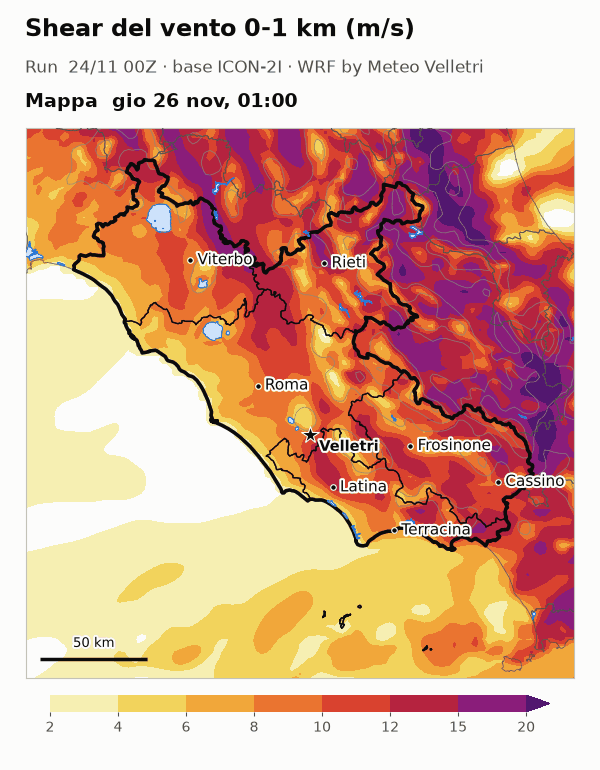 Shear del vento 0-1 km (m/s)
Run  24/11 00Z · base ICON-2I · WRF by Meteo Velletri
Mappa  gio 26 nov, 01:00
Viterbo
Rieti
Roma
Velletri
Frosinone
Latina
Cassino
Terracina
50 km
2 4 6 8 10 12 15 20